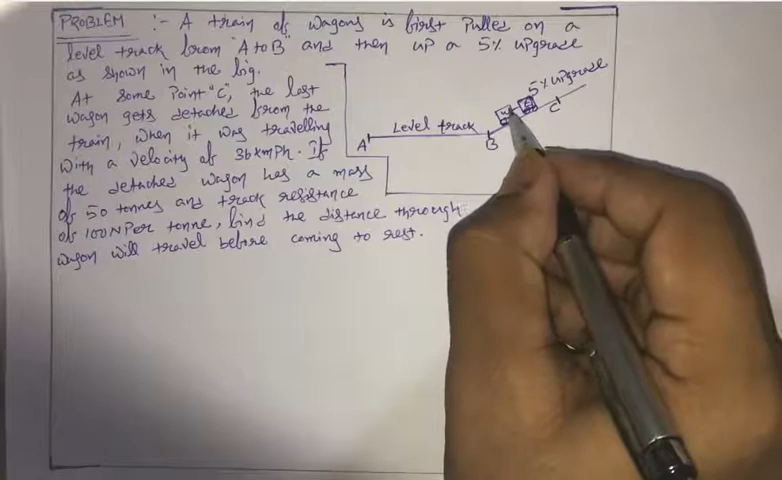 PROBLEM :- A train of wagons is first pulled on a
level track from "A to B" and then up a 5% upgrade
as shown in the fig.
At some Point "C", the last
wagon gets detached from the
train, when it was travelling
with a velocity of 36 kmph. If
the detached wagon has a mass
of 50 tonnes and track resistance
of 100N Per tonne, find the distance through
wagon will travel before coming to rest.
5% upgrade
Level track
A
B
C